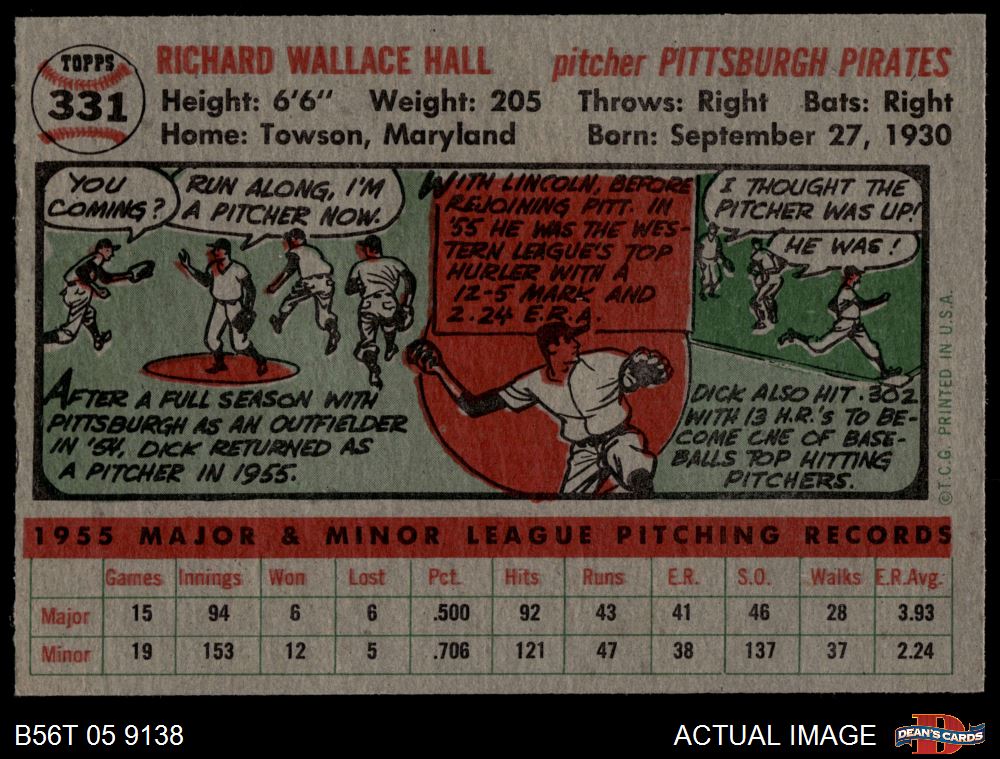 TOPPS
331
RICHARD WALLACE HALL pitcher PITTSBURGH PIRATES
Height: 6'6" Weight: 205 Throws: Right Bats: Right
Home: Towson, Maryland Born: September 27, 1930
YOU
COMING?
RUN ALONG, I'M
A PITCHER NOW.
AFTER A FULL SEASON WITH
PITTSBURGH AS AN OUTFIELDER
IN '54, DICK RETURNED AS
A PITCHER IN 1955.
WITH LINCOLN, BEFORE
REJOINING PITT. IN
'55 HE WAS THE WES-
TERN LEAGUE'S TOP
HURLER WITH A
12-5 MARK AND
2.24 E.R.A.
I THOUGHT THE
PITCHER WAS UP!
HE WAS!
DICK ALSO HIT .302
WITH 13 H.R.'S TO BE-
COME ONE OF BASE-
BALLS TOP HITTING
PITCHERS.
©T.C.G. PRINTED IN U.S.A.
1955 MAJOR & MINOR LEAGUE PITCHING RECORDS
Games Innings Won Lost Pct. Hits Runs E.R. S.O. Walks E.R.Avg.
Major 15 94 6 6 .500 92 43 41 46 28 3.93
Minor 19 153 12 5 .706 121 47 38 137 37 2.24
B56T 05 9138 ACTUAL IMAGE DEAN'S CARDS